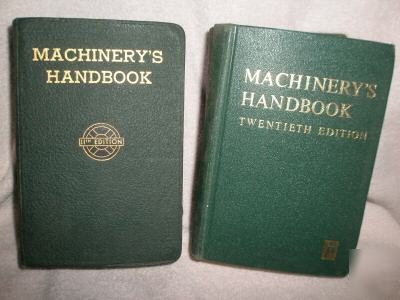 MACHINERY'S
HANDBOOK
11TH EDITION
MACHINERY'S
HANDBOOK
TWENTIETH EDITION